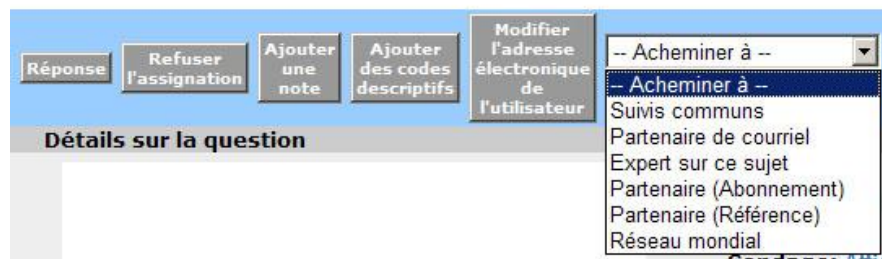 Réponse
Refuser
l'assignation
Ajouter
une
note
Ajouter
des codes
descriptifs
Modifier
l'adresse
électronique
de
l'utilisateur
-- Acheminer à --
-- Acheminer à --
Suivis communs
Partenaire de courriel
Expert sur ce sujet
Partenaire (Abonnement)
Partenaire (Référence)
Réseau mondial
Détails sur la question